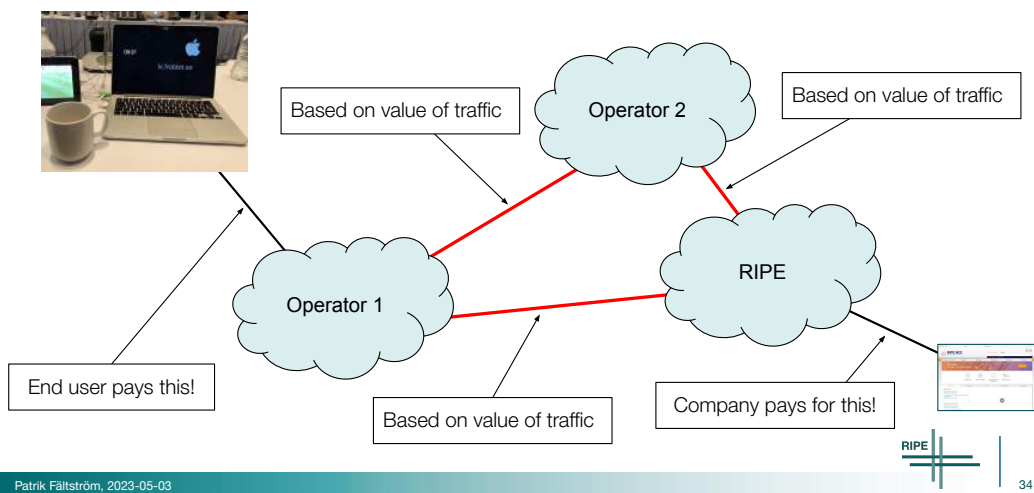 Based on value of traffic
Operator 2
Based on value of traffic
RIPE
Operator 1
End user pays this!
Based on value of traffic
Company pays for this!
RIPE
Patrik Fältström, 2023-05-03
34